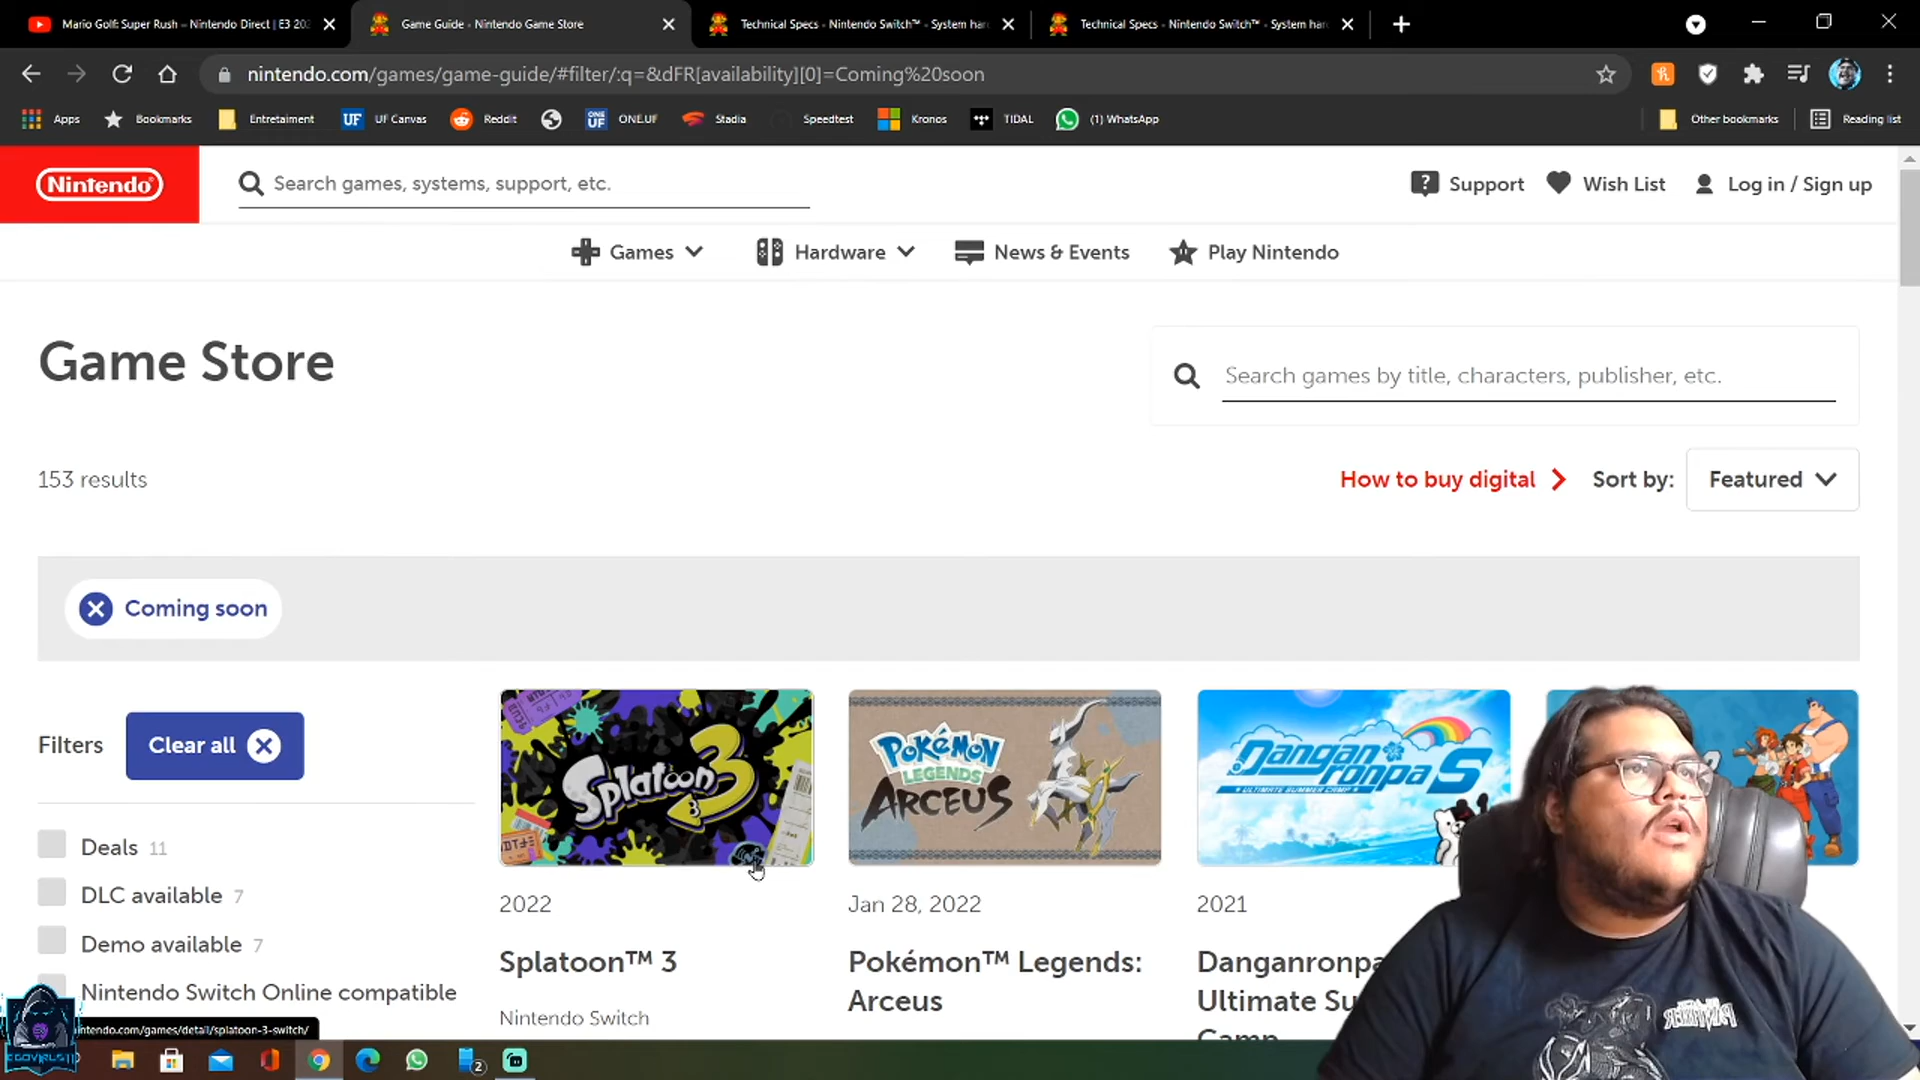 Mario Golf: Super Rush – Nintendo Direct | E3 202
Game Guide - Nintendo Game Store
Technical Specs - Nintendo Switch™ - System har
Technical Specs - Nintendo Switch™ - System har
nintendo.com/games/game-guide/#filter/:q=&dFR[availability][0]=Coming%20soon
Apps
Bookmarks
Entretaiment
UF
UF Canvas
Reddit
ONE UF
ONE.UF
Stadia
Speedtest
Kronos
TIDAL
(1) WhatsApp
Other bookmarks
Reading list
Nintendo
Search games, systems, support, etc.
Support
Wish List
Log in / Sign up
Games
Hardware
News & Events
Play Nintendo
Game Store
Search games by title, characters, publisher, etc.
153 results
How to buy digital
Sort by:
Featured
Coming soon
Filters
Clear all
Splatoon 3
POKéMON LEGENDS ARCEUS
Danganronpa S
ULTIMATE SUMMER CAMP
Deals 11
DLC available 7
Demo available 7
Nintendo Switch Online compatible
2022
Splatoon™ 3
Nintendo Switch
Jan 28, 2022
Pokémon™ Legends:
Arceus
2021
Danganronpa
Ultimate Su
Camp
ntendo.com/games/detail/splatoon-3-switch/
2